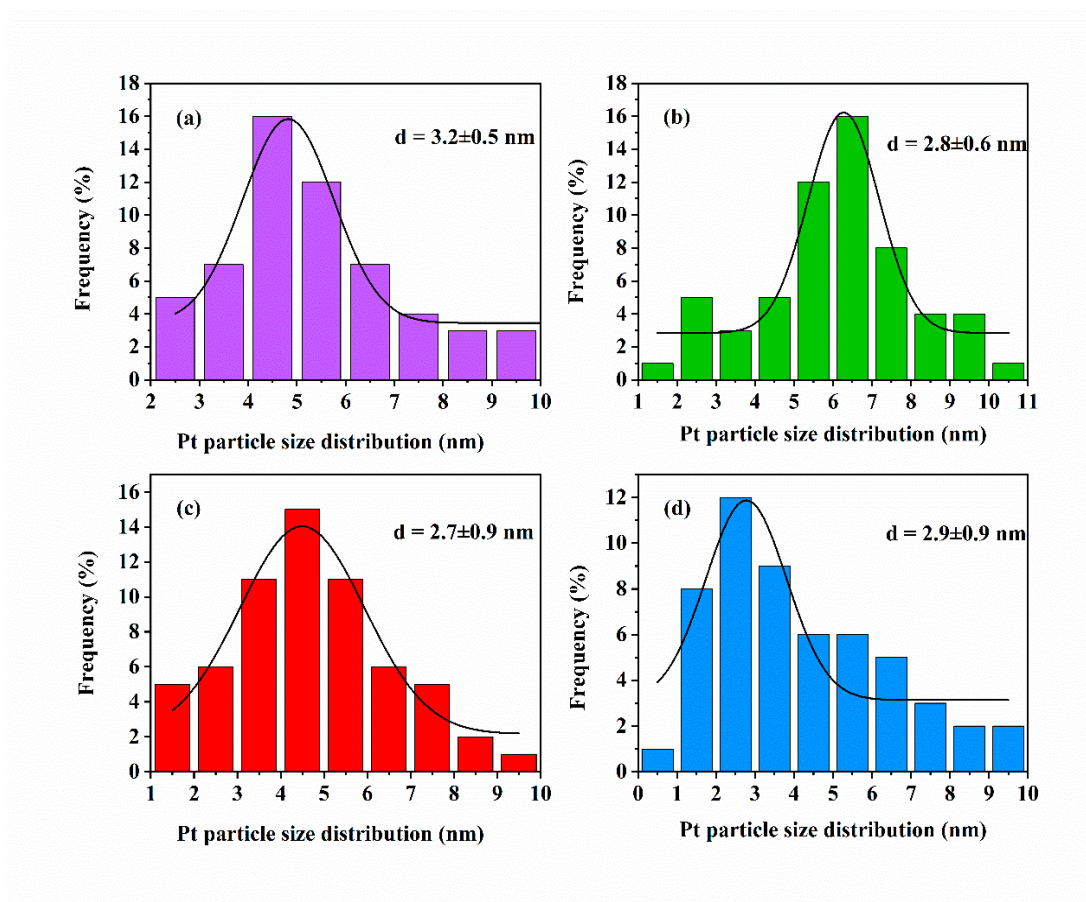 (a)
d = 3.2±0.5 nm
Frequency (%)
18
16
14
12
10
8
6
4
2
0
2 3 4 5 6 7 8 9 10
Pt particle size distribution (nm)
(b)
d = 2.8±0.6 nm
Frequency (%)
18
16
14
12
10
8
6
4
2
0
1 2 3 4 5 6 7 8 9 10 11
Pt particle size distribution (nm)
(c)
d = 2.7±0.9 nm
Frequency (%)
16
14
12
10
8
6
4
2
0
1 2 3 4 5 6 7 8 9 10
Pt particle size distribution (nm)
(d)
d = 2.9±0.9 nm
Frequency (%)
12
10
8
6
4
2
0
0 1 2 3 4 5 6 7 8 9 10
Pt particle size distribution (nm)